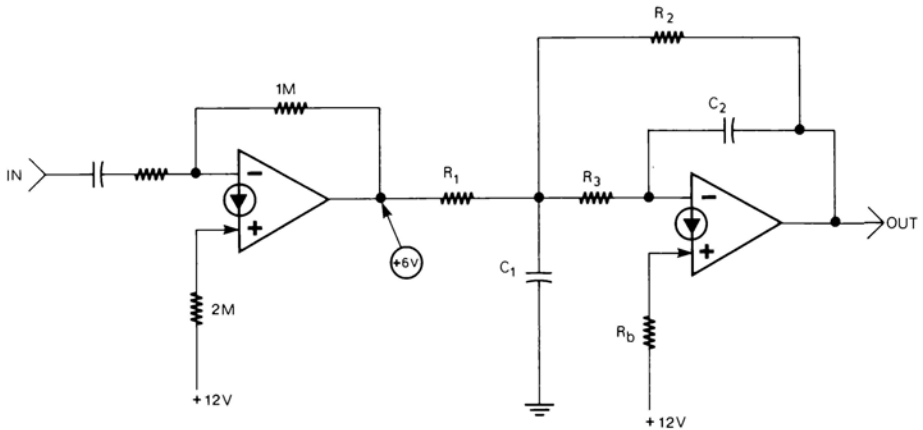 R2
1M
C2
IN
−
+
R1
R3
−
+
OUT
+6V
C1
2M
Rb
+12V
+12V